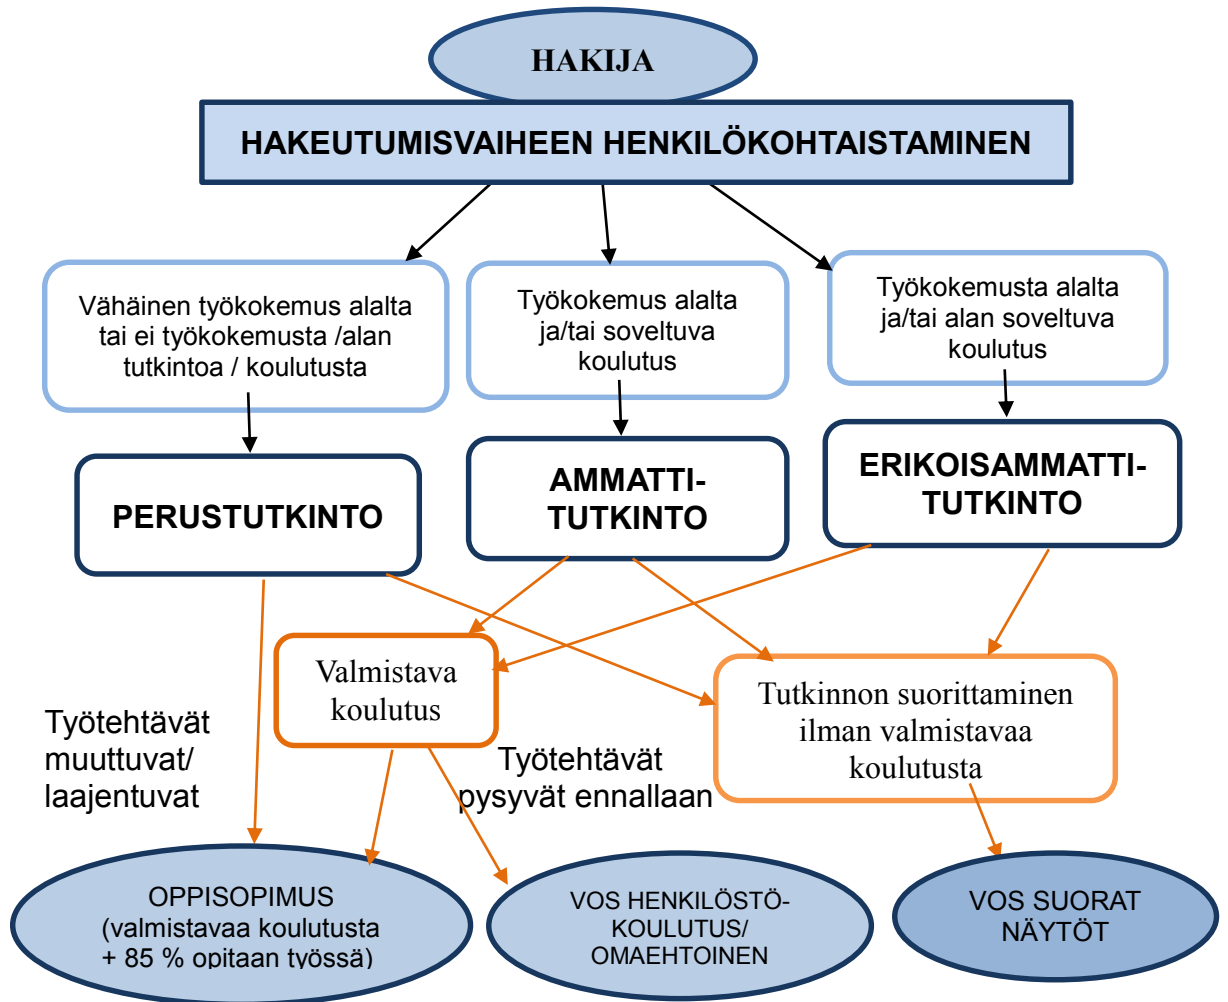 HAKIJA
HAKEUTUMISVAIHEEN HENKILÖKOHTAISTAMINEN
Vähäinen työkokemus alalta
tai ei työkokemusta /alan
tutkintoa / koulutusta
Työkokemus alalta
ja/tai soveltuva
koulutus
Työkokemusta alalta
ja/tai alan soveltuva
koulutus
PERUSTUTKINTO
AMMATTI-
TUTKINTO
ERIKOISAMMATTI-
TUTKINTO
Valmistava
koulutus
Tutkinnon suorittaminen
ilman valmistavaa
koulutusta
Työtehtävät
muuttuvat/
laajentuvat
Työtehtävät
pysyvät ennallaan
OPPISOPIMUS
(valmistavaa koulutusta
+ 85 % opitaan työssä)
VOS HENKILÖSTÖ-
KOULUTUS/
OMAEHTOINEN
VOS SUORAT
NÄYTÖT